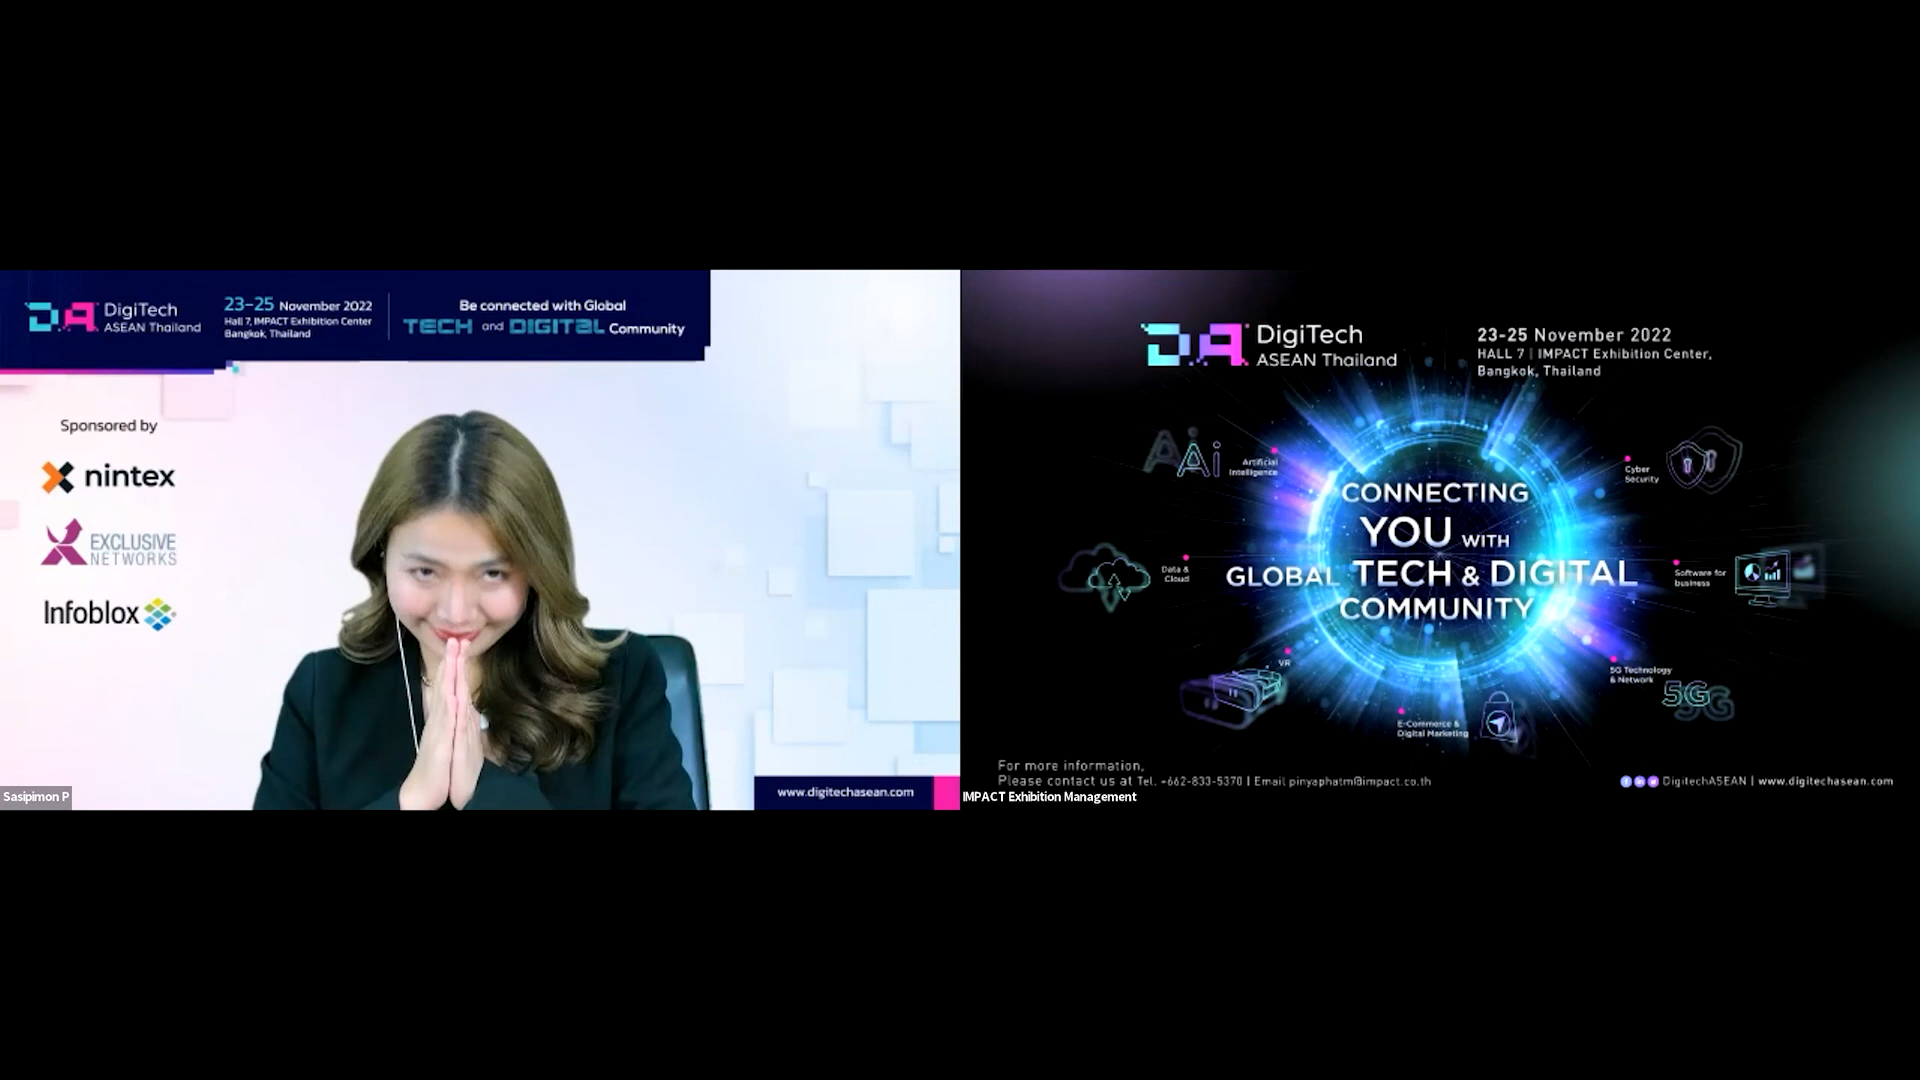 DigiTech
ASEAN Thailand
23-25 November 2022
Hall 7, IMPACT Exhibition Center
Bangkok, Thailand
Be connected with Global
TECH and DIGITAL Community
Sponsored by
nintex
EXCLUSIVE
NETWORKS
Infoblox
www.digitechasean.com
Sasipimon P
DigiTech
ASEAN Thailand
23-25 November 2022
HALL 7 | IMPACT Exhibition Center,
Bangkok, Thailand
Ai
Artificial
Intelligence
Cyber
Security
CONNECTING
YOU WITH
GLOBAL TECH & DIGITAL
COMMUNITY
Data &
Cloud
Software for
business
VR
5G Technology
& Network
5G
E-Commerce &
Digital Marketing
For more information,
Please contact us at Tel. +662-833-5370 | Email pinyaphatm@impact.co.th
DigitechASEAN | www.digitechasean.com
IMPACT Exhibition Management